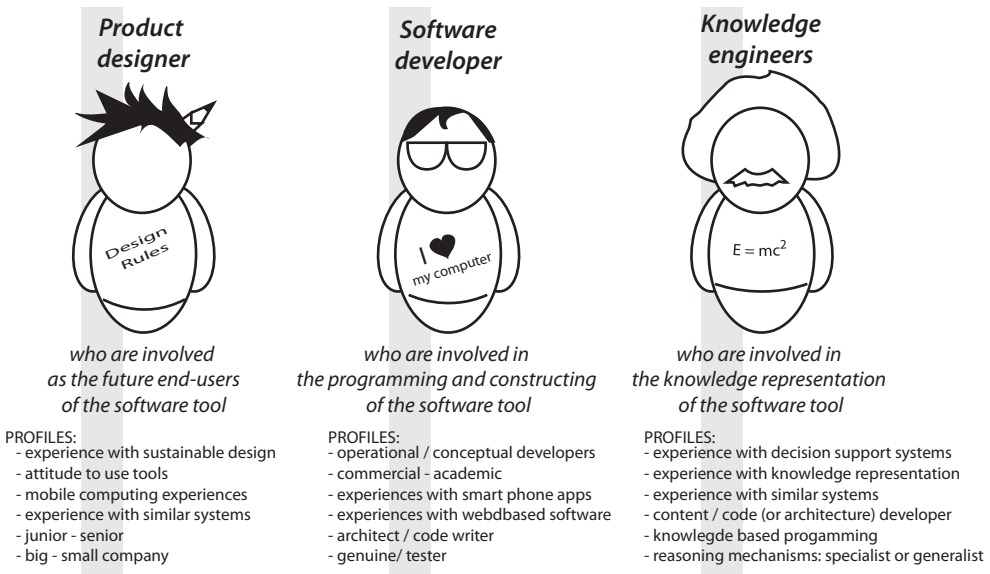 Product
designer
Design
Rules
who are involved
as the future end-users
of the software tool
PROFILES:
- experience with sustainable design
- attitude to use tools
- mobile computing experiences
- experience with similar systems
- junior - senior
- big - small company
Software
developer
I ♥
my computer
who are involved in
the programming and constructing
of the software tool
PROFILES:
- operational / conceptual developers
- commercial - academic
- experiences with smart phone apps
- experiences with webdbased software
- architect / code writer
- genuine/ tester
Knowledge
engineers
E = mc²
who are involved in
the knowledge representation
of the software tool
PROFILES:
- experience with decision support systems
- experience with knowledge representation
- experience with similar systems
- content / code (or architecture) developer
- knowlegde based progamming
- reasoning mechanisms: specialist or generalist